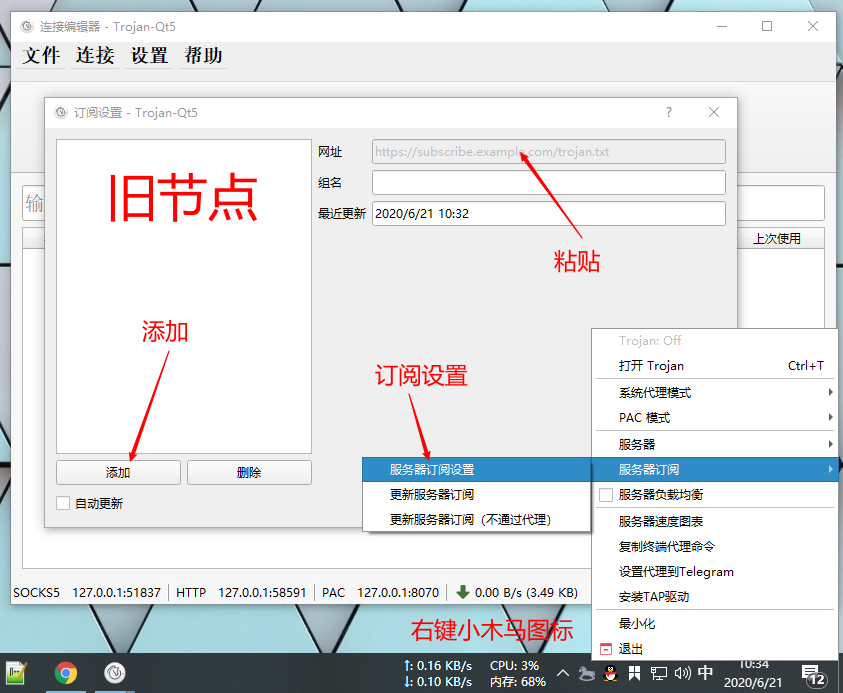 连接编辑器 - Trojan-Qt5
文件 连接 设置 帮助
订阅设置 - Trojan-Qt5
?
旧节点
网址
https://subscribe.example.com/trojan.txt
组名
最近更新
2020/6/21 10:32
输
上次使用
粘贴
添加
订阅设置
添加
删除
自动更新
服务器订阅设置
更新服务器订阅
更新服务器订阅（不通过代理）
Trojan: Off
打开 Trojan Ctrl+T
系统代理模式
PAC 模式
服务器
服务器订阅
服务器负载均衡
服务器速度图表
复制终端代理命令
设置代理到Telegram
安装TAP驱动
最小化
退出
SOCKS5 127.0.0.1:51837 HTTP 127.0.0.1:58591 PAC 127.0.0.1:8070 0.00 B/s (3.49 KB)
右键小木马图标
↑: 0.16 KB/s CPU: 3%
↓: 0.10 KB/s 内存: 68%
中
10:34
2020/6/21
12